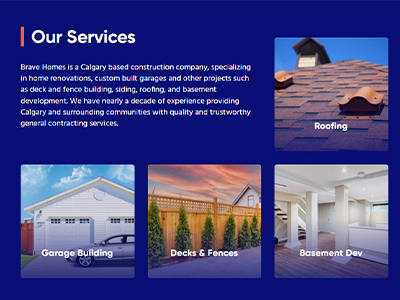 Our Services
Brave Homes is a Calgary based construction company, specializing
in home renovations, custom built garages and other projects such
as deck and fence building, siding, roofing, and basement
development. We have nearly a decade of experience providing
Calgary and surrounding communities with quality and trustworthy
general contracting services.
Roofing
Garage Building
Decks & Fences
Basement Dev